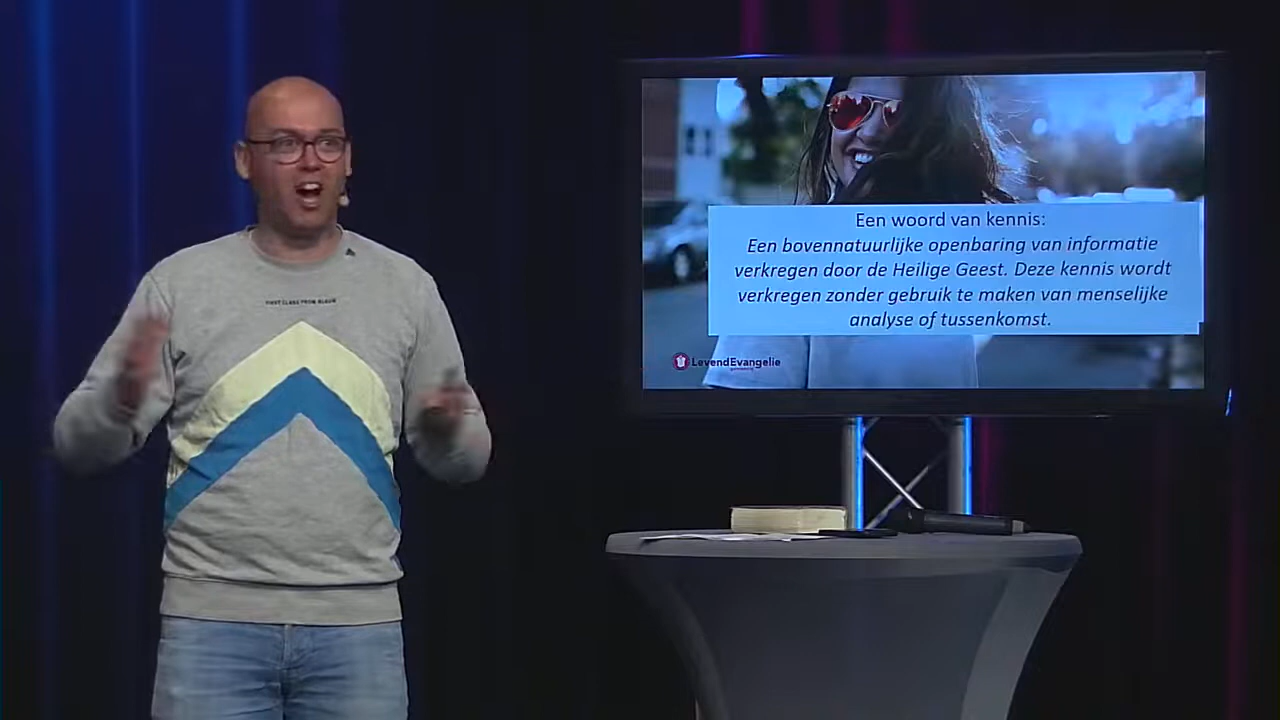 Een woord van kennis:
Een bovennatuurlijke openbaring van informatie
verkregen door de Heilige Geest. Deze kennis wordt
verkregen zonder gebruik te maken van menselijke
analyse of tussenkomst.
LevendEvangelie